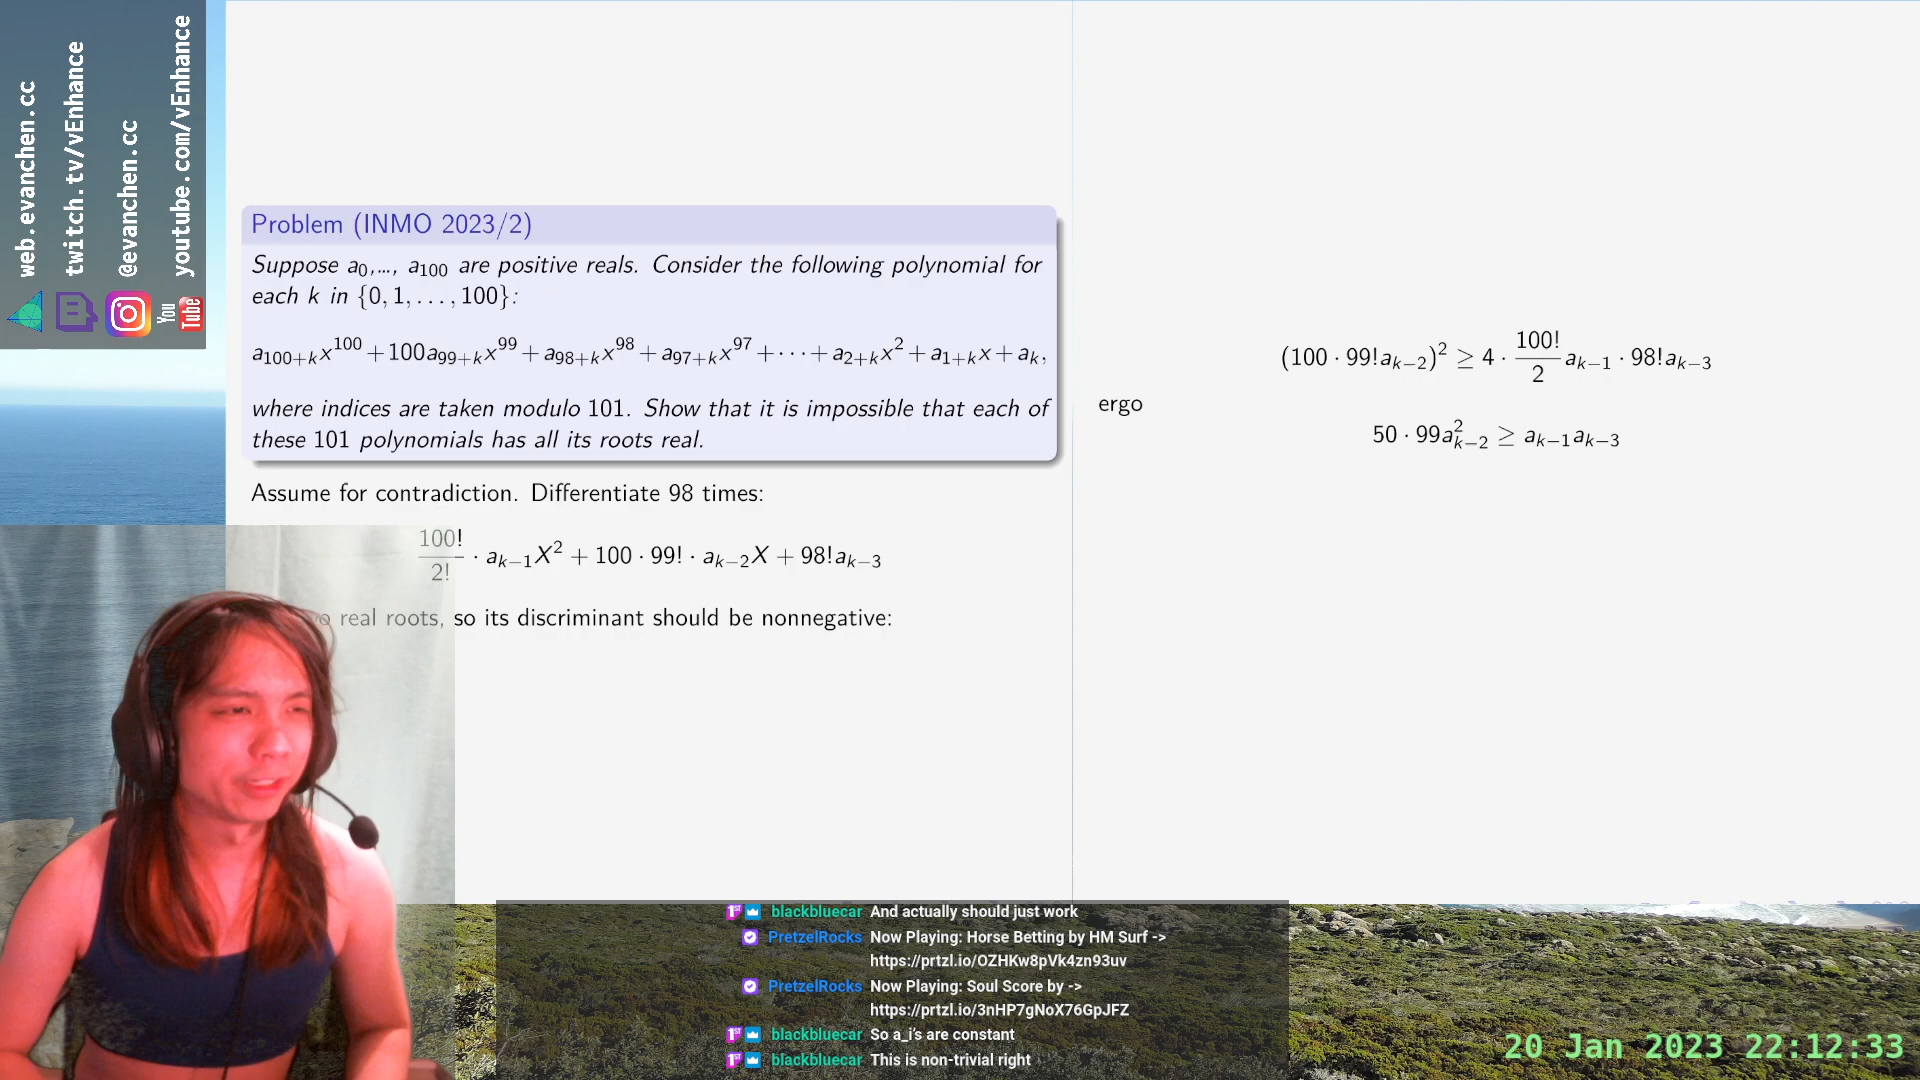 web.evanchen.cc
twitch.tv/vEnhance
@evanchen.cc
youtube.com/vEnhance
You
Tube
Problem (INMO 2023/2)
Suppose a₀,..., a₁₀₀ are positive reals. Consider the following polynomial for
each k in {0, 1, . . . , 100}:
a₁₀₀₊ₖx¹⁰⁰ + 100a₉₉₊ₖx⁹⁹ + a₉₈₊ₖx⁹⁸ + a₉₇₊ₖx⁹⁷ + · · · + a₂₊ₖx² + a₁₊ₖx + aₖ,
where indices are taken modulo 101. Show that it is impossible that each of
these 101 polynomials has all its roots real.
Assume for contradiction. Differentiate 98 times:
100!/2! · aₖ₋₁X² + 100 · 99! · aₖ₋₂X + 98!aₖ₋₃
real roots, so its discriminant should be nonnegative:
(100 · 99!aₖ₋₂)² ≥ 4 · 100!/2 aₖ₋₁ · 98!aₖ₋₃
ergo
50 · 99a²ₖ₋₂ ≥ aₖ₋₁aₖ₋₃
1ST blackbluecar And actually should just work
PretzelRocks Now Playing: Horse Betting by HM Surf ->
https://prtzl.io/OZHKw8pVk4zn93uv
PretzelRocks Now Playing: Soul Score by ->
https://prtzl.io/3nHP7gNoX76GpJFZ
1ST blackbluecar So a_i's are constant
1ST blackbluecar This is non-trivial right
20 Jan 2023 22:12:33